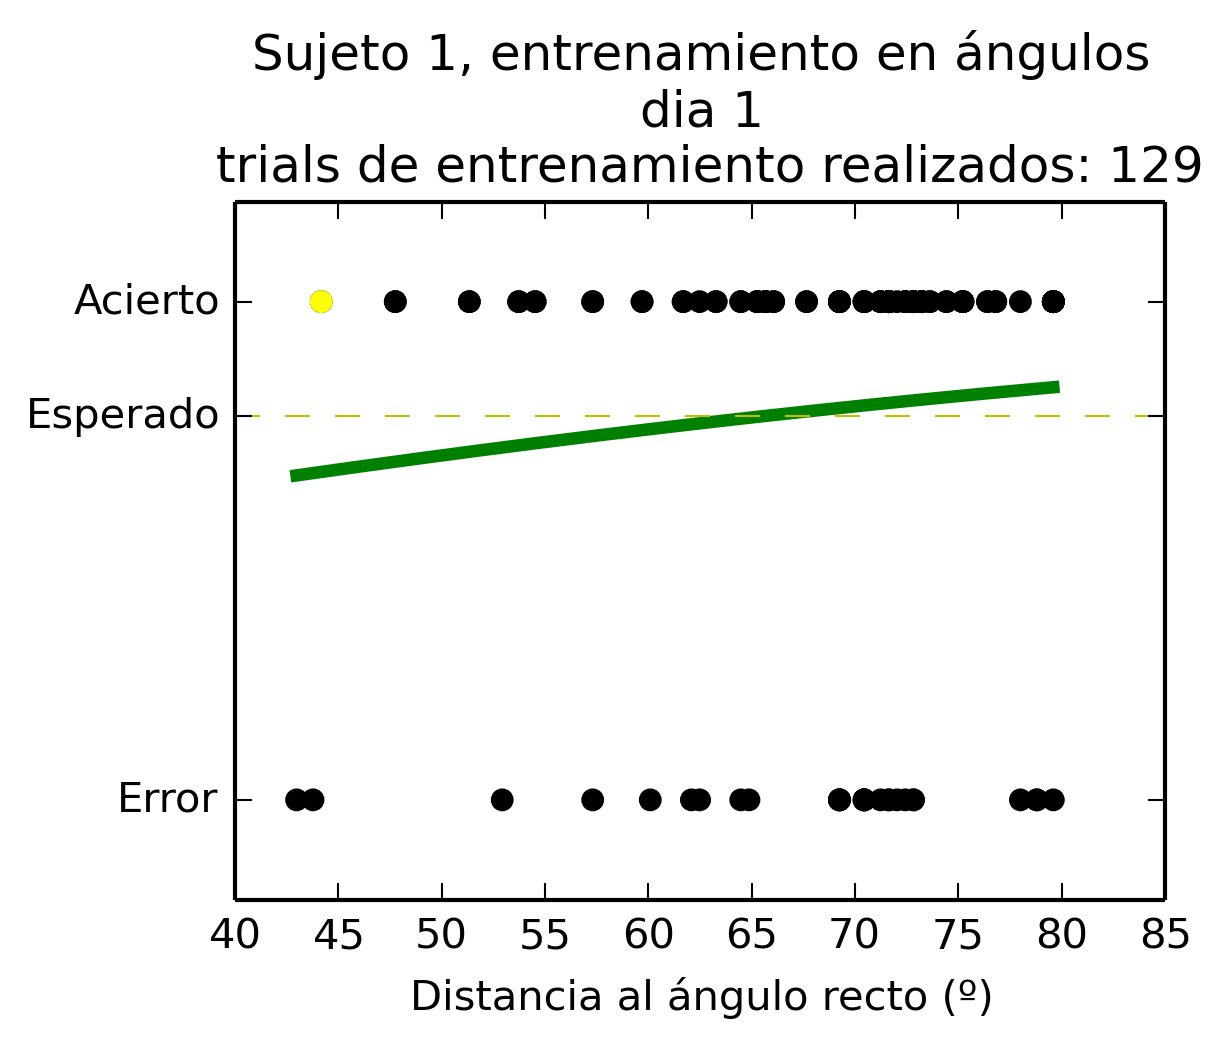 Sujeto 1, entrenamiento en ángulos
dia 1
trials de entrenamiento realizados: 129
Acierto
Esperado
Error
40 45 50 55 60 65 70 75 80 85
Distancia al ángulo recto (º)